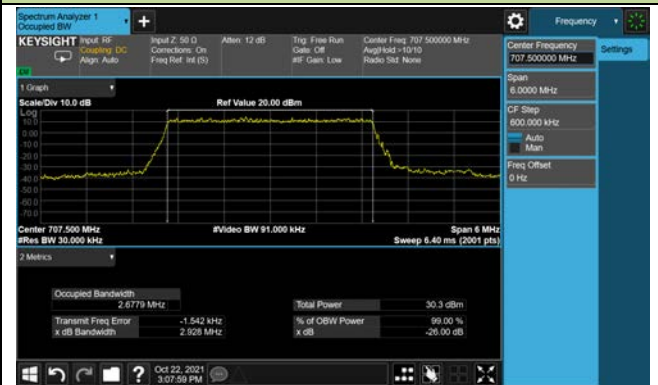 Spectrum Analyzer 1
Occupied BW
Frequency
KEYSIGHT
Input: RF
Coupling: DC
Align: Auto
Input Z: 50 Ω
Corrections: On
Freq Ref: Int (S)
Atten: 12 dB
Trig: Free Run
Gate: Off
#IF Gain: Low
Center Freq: 707.500000 MHz
Avg|Hold:>10/10
Radio Std: None
Center Frequency
707.500000 MHz
Settings
Span
6.0000 MHz
CF Step
600.000 kHz
Auto
Man
Freq Offset
0 Hz
1 Graph
Scale/Div 10.0 dB
Ref Value 20.00 dBm
Log
10.0
0.00
-10.0
-20.0
-30.0
-40.0
-50.0
-60.0
-70.0
Center 707.500 MHz
#Video BW 91.000 kHz
Span 6 MHz
#Res BW 30.000 kHz
Sweep 6.40 ms (2001 pts)
2 Metrics
Occupied Bandwidth
2.6779 MHz
Total Power
30.3 dBm
Transmit Freq Error
-1.542 kHz
% of OBW Power
99.00 %
x dB Bandwidth
2.928 MHz
x dB
-26.00 dB
?
Oct 22, 2021
3:07:59 PM